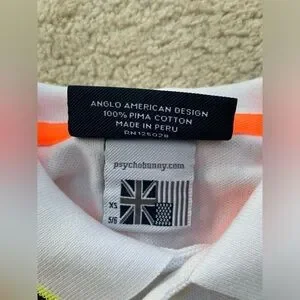 ANGLO AMERICAN DESIGN
100% PIMA COTTON
MADE IN PERU
RN125028
psychobunny.com
XS
5/6